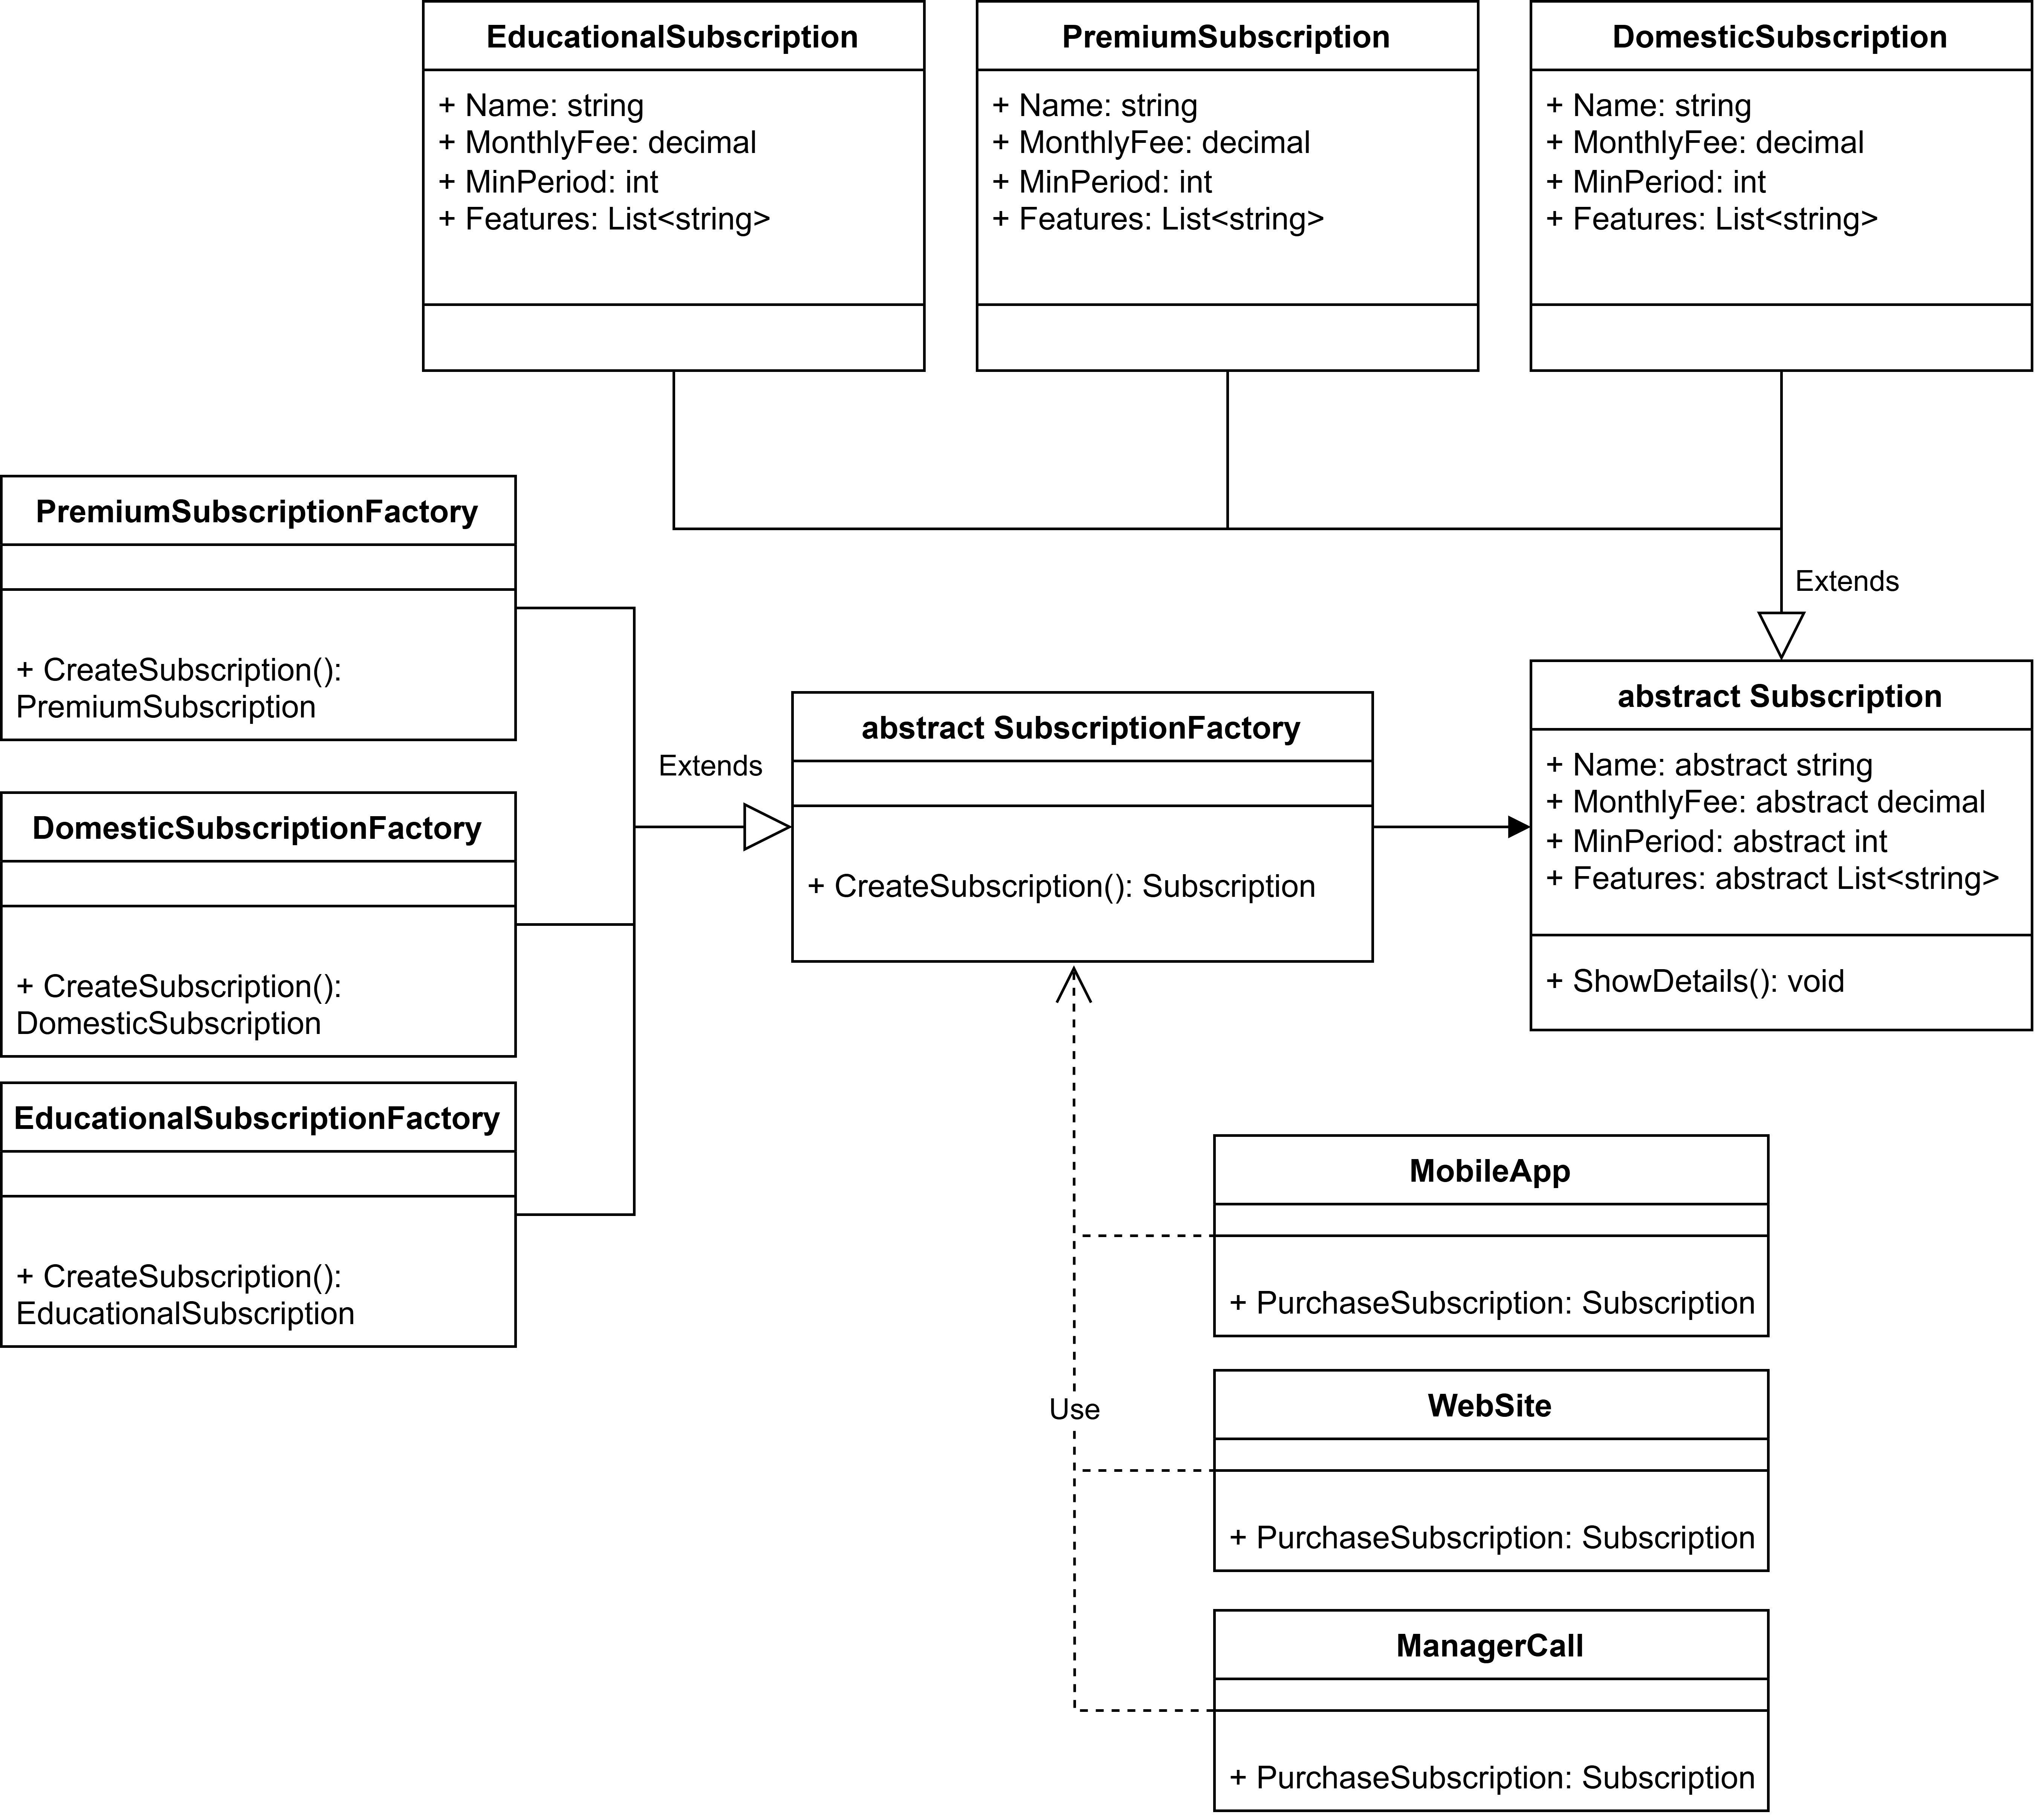 EducationalSubscription
+ Name: string
+ MonthlyFee: decimal
+ MinPeriod: int
+ Features: List<string>
PremiumSubscription
+ Name: string
+ MonthlyFee: decimal
+ MinPeriod: int
+ Features: List<string>
DomesticSubscription
+ Name: string
+ MonthlyFee: decimal
+ MinPeriod: int
+ Features: List<string>
PremiumSubscriptionFactory
+ CreateSubscription():
PremiumSubscription
DomesticSubscriptionFactory
+ CreateSubscription():
DomesticSubscription
EducationalSubscriptionFactory
+ CreateSubscription():
EducationalSubscription
Extends
abstract SubscriptionFactory
+ CreateSubscription(): Subscription
Extends
abstract Subscription
+ Name: abstract string
+ MonthlyFee: abstract decimal
+ MinPeriod: abstract int
+ Features: abstract List<string>
+ ShowDetails(): void
Use
MobileApp
+ PurchaseSubscription: Subscription
WebSite
+ PurchaseSubscription: Subscription
ManagerCall
+ PurchaseSubscription: Subscription